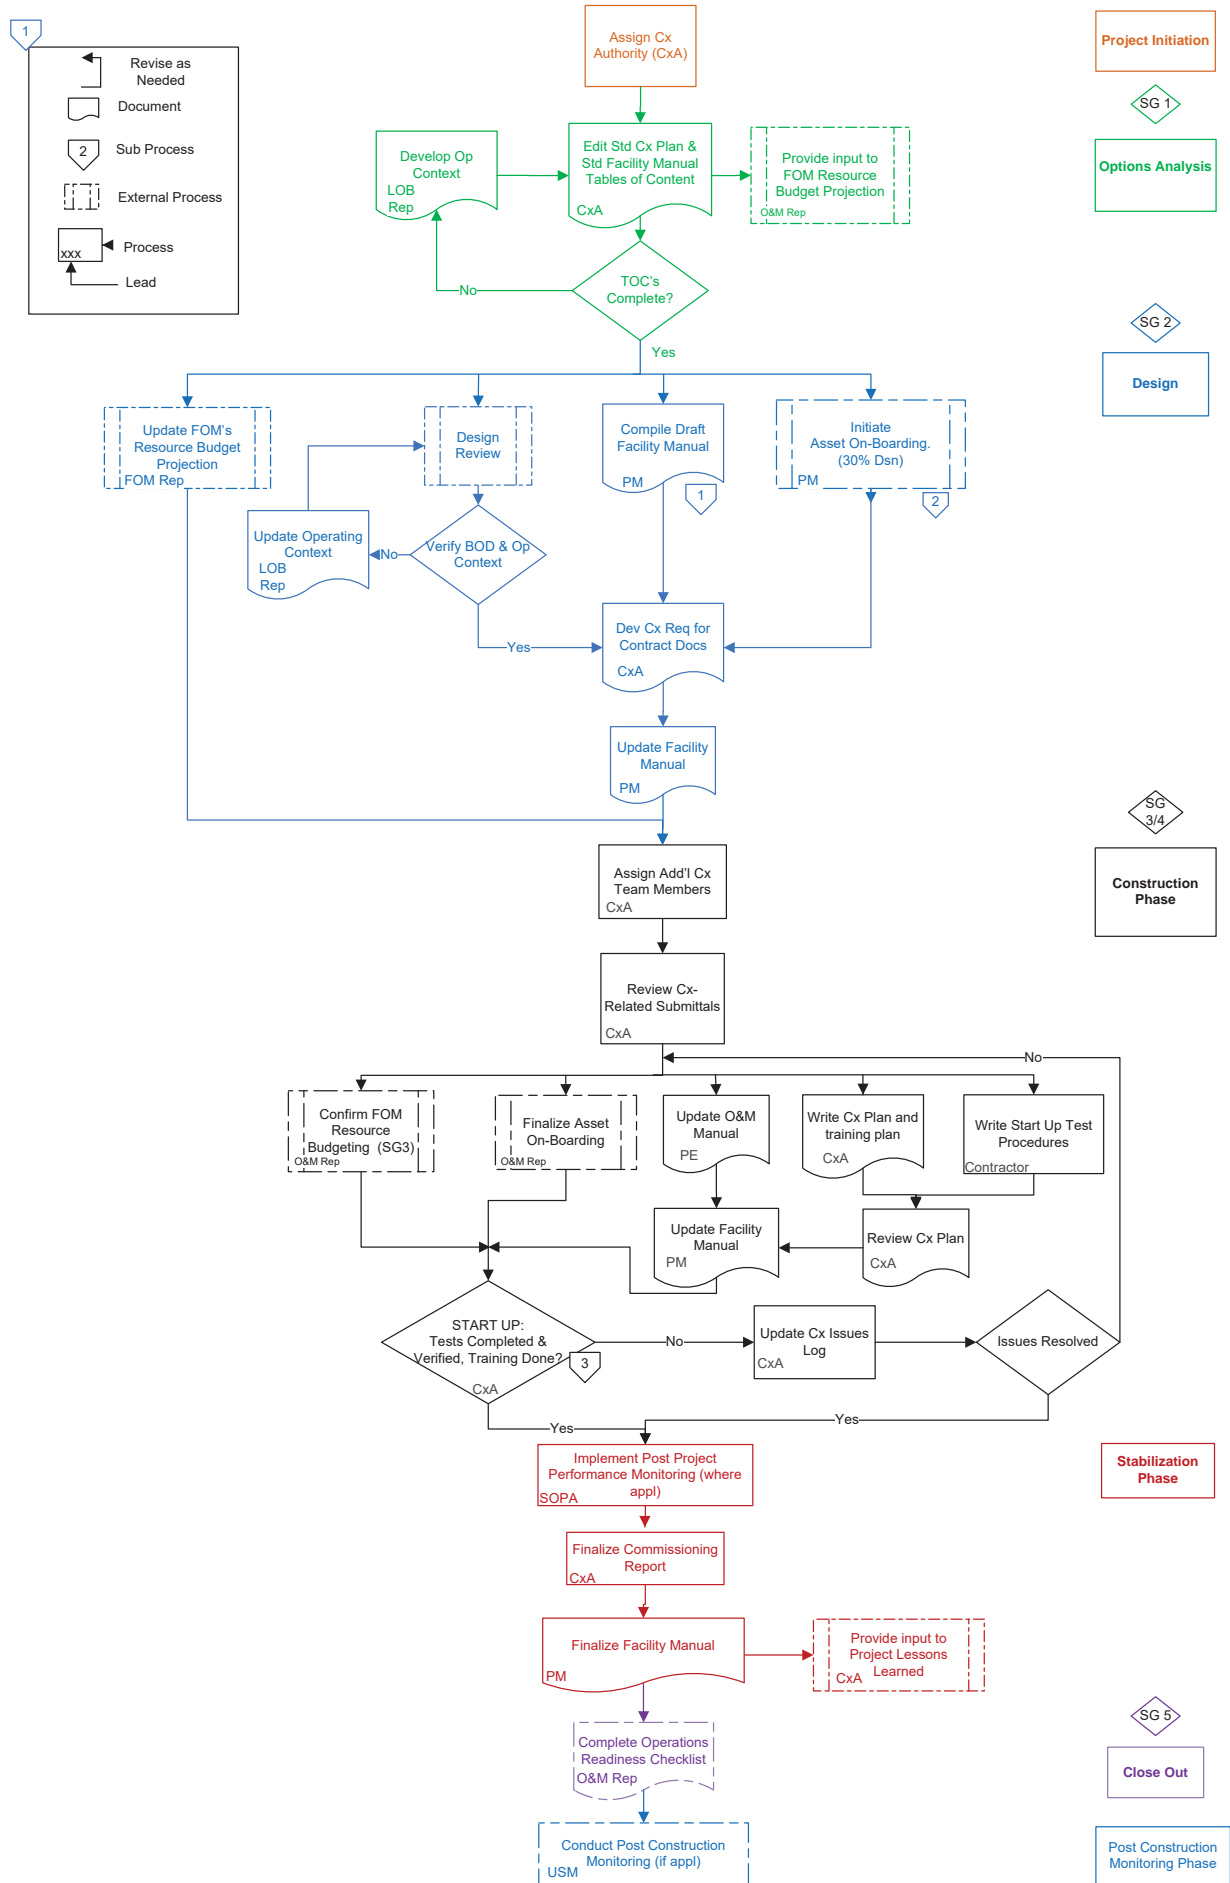 1
Revise as
Needed
Document
2
Sub Process
External Process
xxx
Process
Lead
Assign Cx
Authority (CxA)
Project Initiation
SG 1
Options Analysis
Develop Op
Context
LOB
Rep
Edit Std Cx Plan &
Std Facility Manual
Tables of Content
CxA
Provide input to
FOM Resource
Budget Projection
O&M Rep
TOC's
Complete?
No
Yes
SG 2
Design
Update FOM's
Resource Budget
Projection
FOM Rep
Design
Review
Compile Draft
Facility Manual
PM
1
Initiate
Asset On-Boarding.
(30% Dsn)
PM
2
Update Operating
Context
LOB
Rep
No
Verify BOD & Op
Context
Yes
Dev Cx Req for
Contract Docs
CxA
Update Facility
Manual
PM
SG
3/4
Construction
Phase
Assign Add'l Cx
Team Members
CxA
Review Cx-
Related Submittals
CxA
No
Confirm FOM
Resource
Budgeting (SG3)
O&M Rep
Finalize Asset
On-Boarding
O&M Rep
Update O&M
Manual
PE
Write Cx Plan and
training plan
CxA
Write Start Up Test
Procedures
Contractor
Update Facility
Manual
PM
Review Cx Plan
CxA
START UP:
Tests Completed &
Verified, Training Done?
CxA
3
No
Update Cx Issues
Log
CxA
Issues Resolved
Yes
Yes
Stabilization
Phase
Implement Post Project
Performance Monitoring (where
appl)
SOPA
Finalize Commissioning
Report
CxA
Finalize Facility Manual
PM
Provide input to
Project Lessons
Learned
CxA
SG 5
Close Out
Complete Operations
Readiness Checklist
O&M Rep
Conduct Post Construction
Monitoring (if appl)
USM
Post Construction
Monitoring Phase